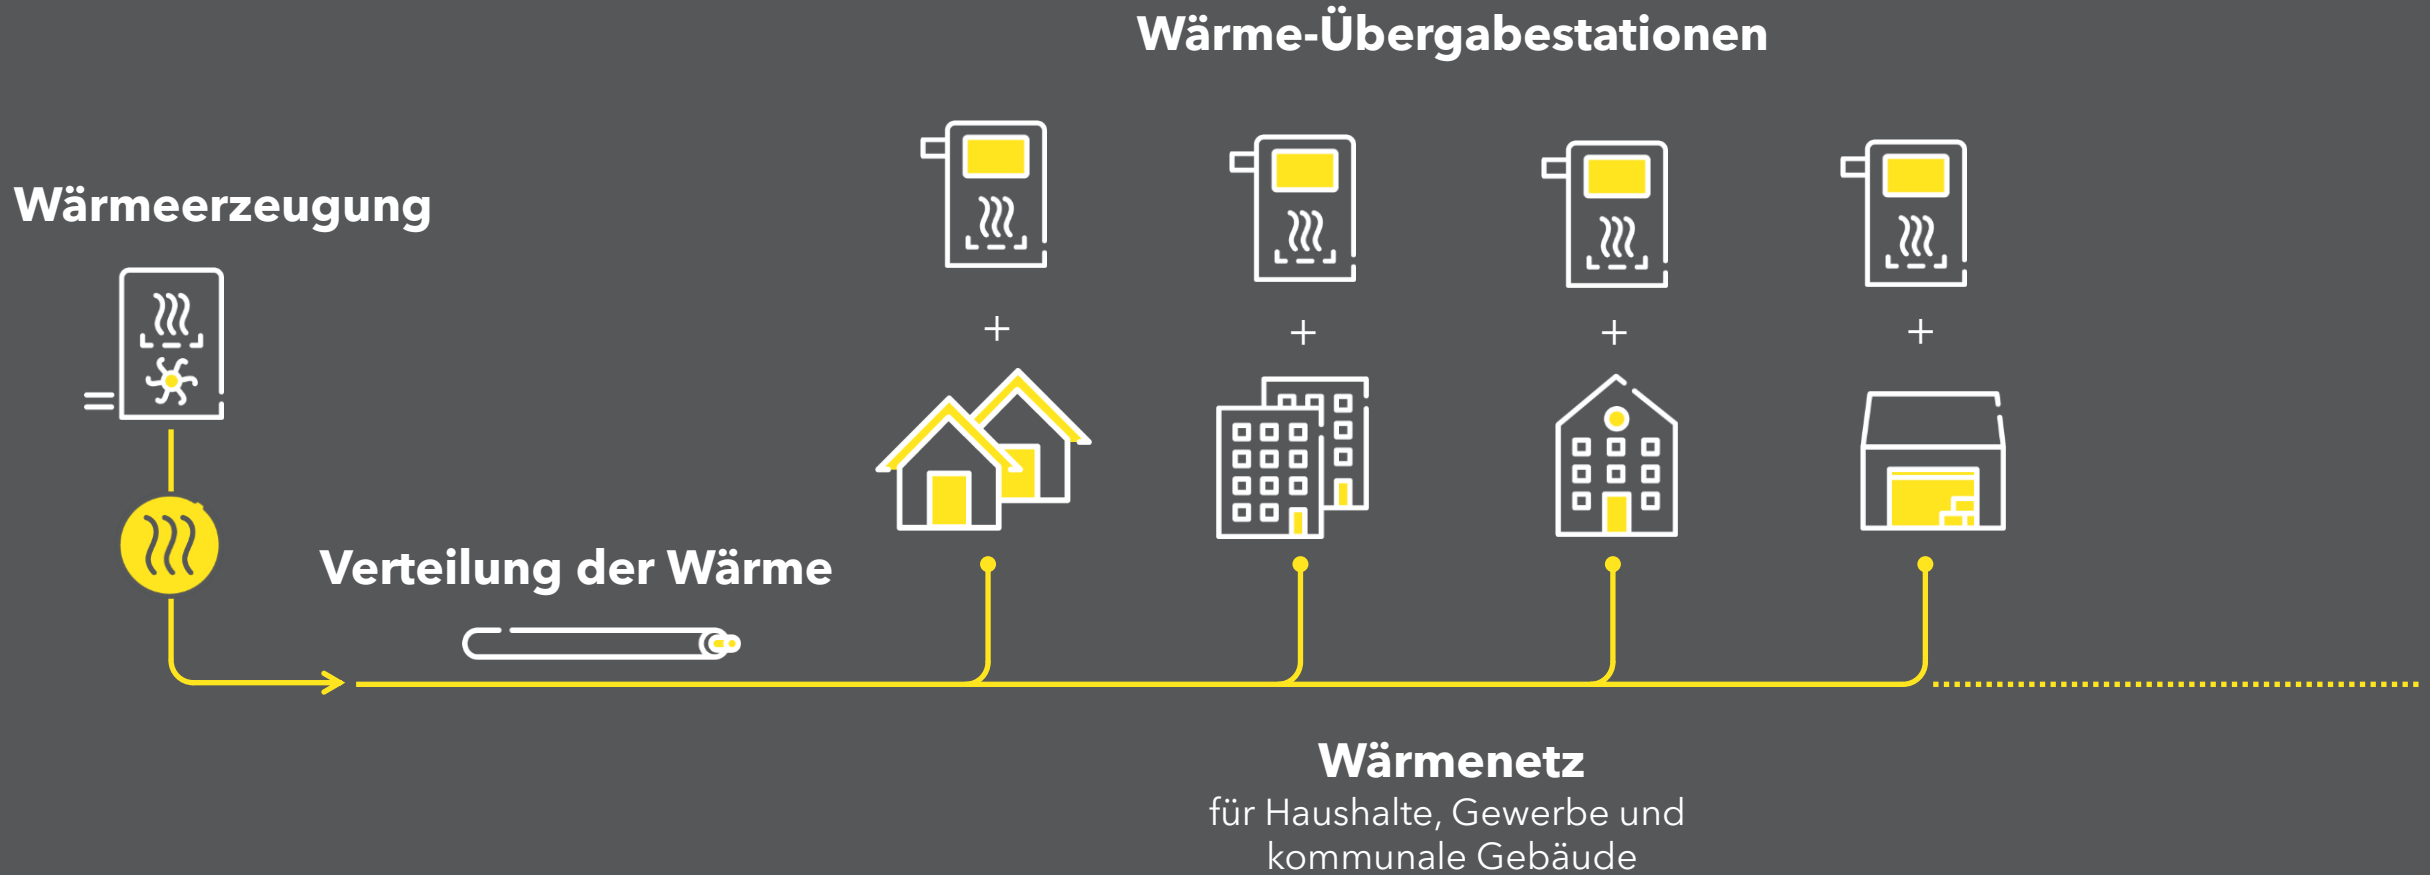 Wärme-Übergabestationen
Wärmeerzeugung
+ + + +
=
Verteilung der Wärme
Wärmenetz
für Haushalte, Gewerbe und
kommunale Gebäude